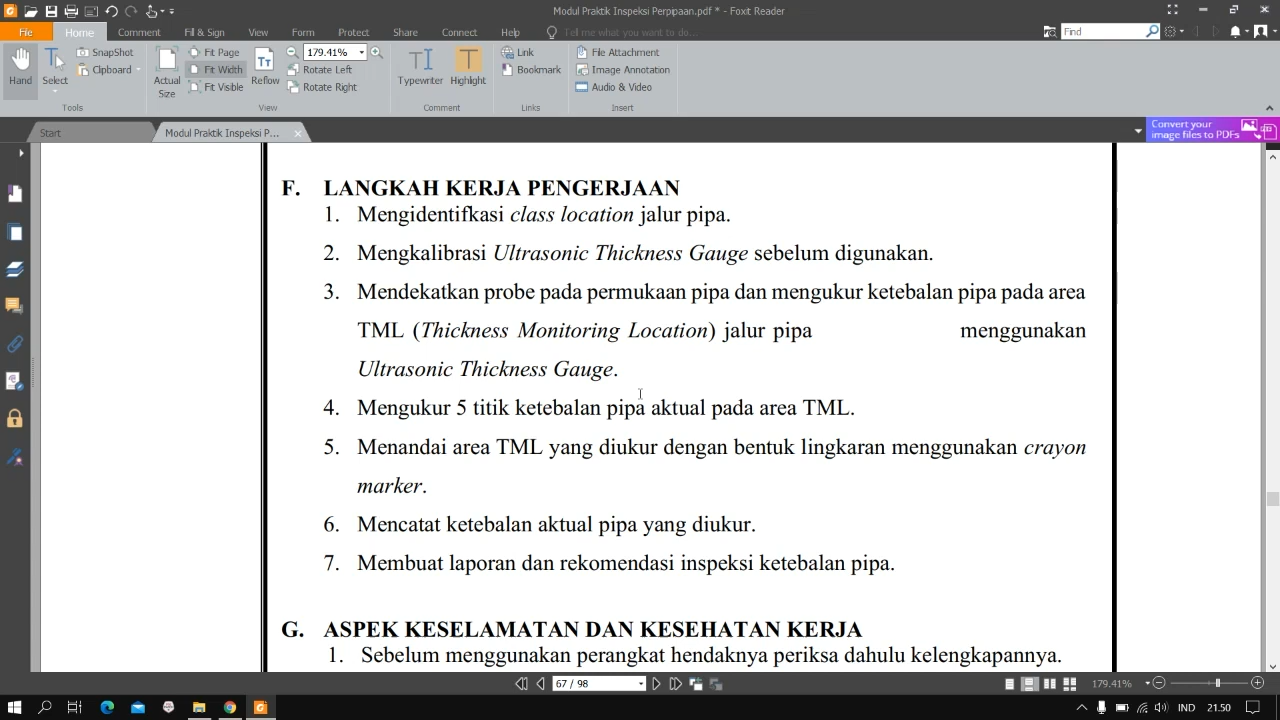 Modul Praktik Inspeksi Perpipaan.pdf * - Foxit Reader
File Home Comment Fill & Sign View Form Protect Share Connect Help Tell me what you want to do... Find
Hand
Select
SnapShot
Clipboard
Tools
Actual Size
Fit Page
Fit Width
Fit Visible
Reflow
179.41%
Rotate Left
Rotate Right
View
Typewriter
Highlight
Comment
Link
Bookmark
Links
File Attachment
Image Annotation
Audio & Video
Insert
Start
Modul Praktik Inspeksi P...
Convert your
image files to PDFs
F. LANGKAH KERJA PENGERJAAN
1. Mengidentifkasi class location jalur pipa.
2. Mengkalibrasi Ultrasonic Thickness Gauge sebelum digunakan.
3. Mendekatkan probe pada permukaan pipa dan mengukur ketebalan pipa pada area
TML (Thickness Monitoring Location) jalur pipa menggunakan
Ultrasonic Thickness Gauge.
4. Mengukur 5 titik ketebalan pipa aktual pada area TML.
5. Menandai area TML yang diukur dengan bentuk lingkaran menggunakan crayon
marker.
6. Mencatat ketebalan aktual pipa yang diukur.
7. Membuat laporan dan rekomendasi inspeksi ketebalan pipa.
G. ASPEK KESELAMATAN DAN KESEHATAN KERJA
1. Sebelum menggunakan perangkat hendaknya periksa dahulu kelengkapannya.
67 / 98
179.41%
IND 21.50